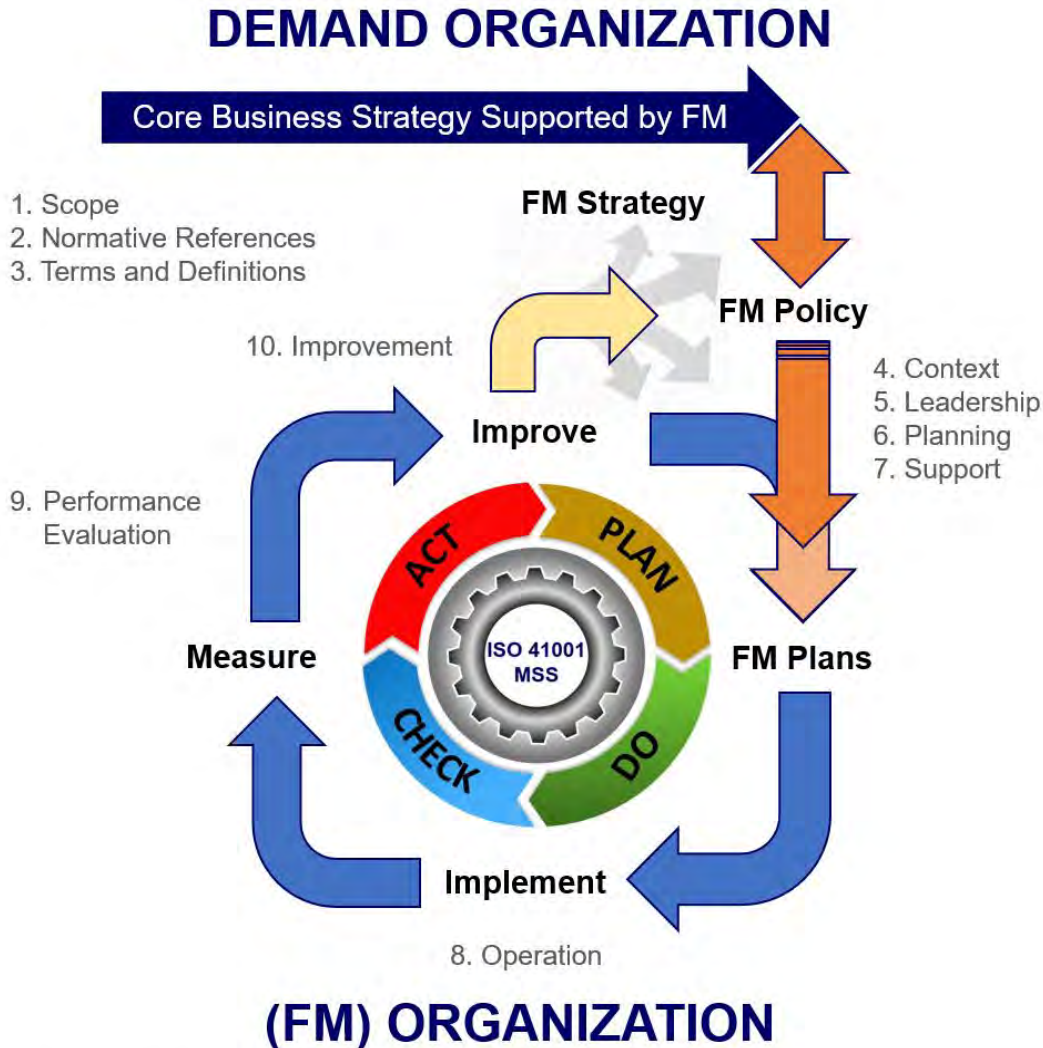 DEMAND ORGANIZATION
Core Business Strategy Supported by FM
1. Scope
2. Normative References
3. Terms and Definitions
FM Strategy
FM Policy
10. Improvement
4. Context
5. Leadership
6. Planning
7. Support
Improve
9. Performance
Evaluation
ACT
PLAN
Measure
ISO 41001
MSS
FM Plans
CHECK
DO
Implement
8. Operation
(FM) ORGANIZATION